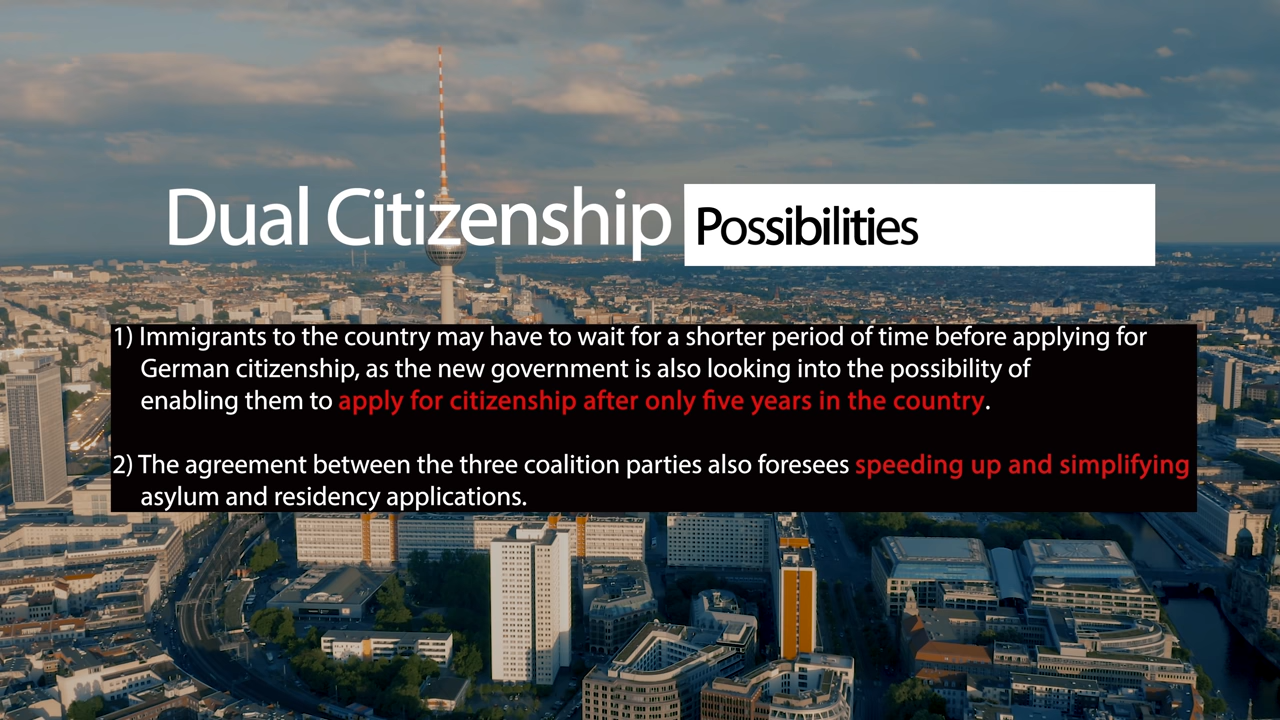 Dual Citizenship Possibilities
1) Immigrants to the country may have to wait for a shorter period of time before applying for
German citizenship, as the new government is also looking into the possibility of
enabling them to apply for citizenship after only five years in the country.
2) The agreement between the three coalition parties also foresees speeding up and simplifying
asylum and residency applications.